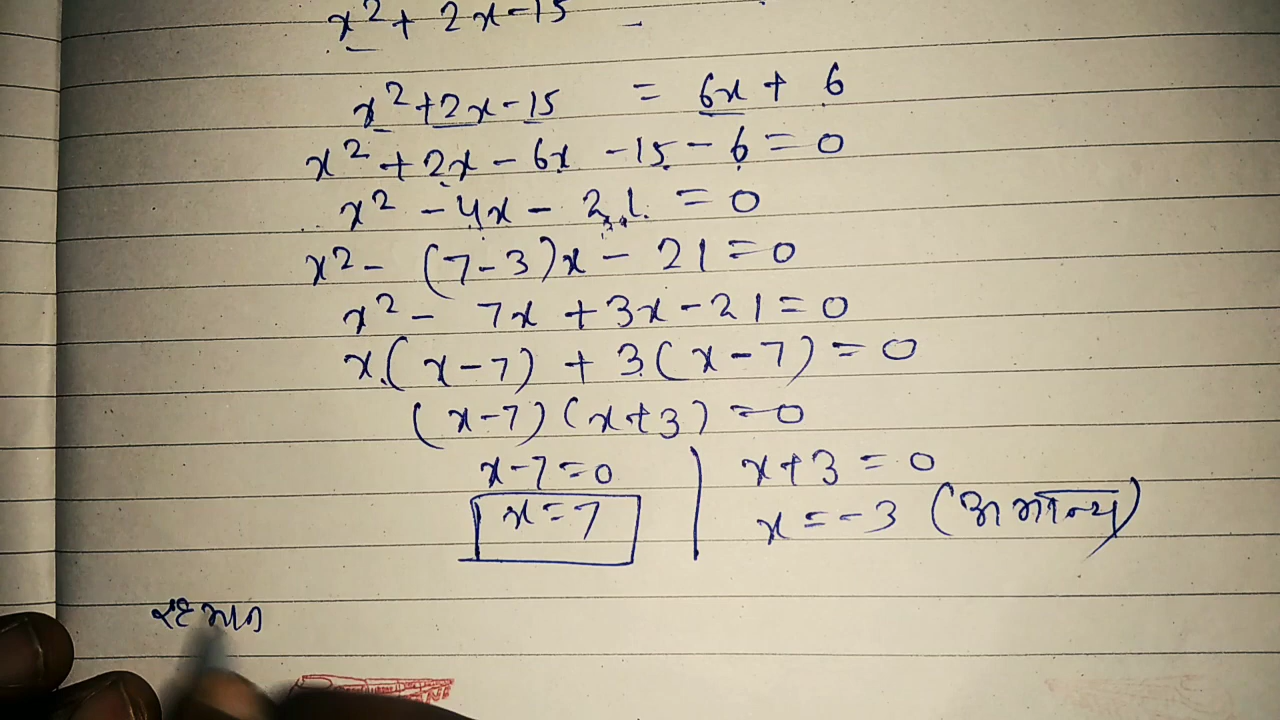 x² + 2x - 15
x² + 2x - 15 = 6x + 6
x² + 2x - 6x - 15 - 6 = 0
x² - 4x - 21 = 0
x² - (7-3)x - 21 = 0
x² - 7x + 3x - 21 = 0
x(x-7) + 3(x-7) = 0
(x-7)(x+3) = 0
x-7=0 | x+3=0
x=7 | x=-3 (अमान्य)
रहमान